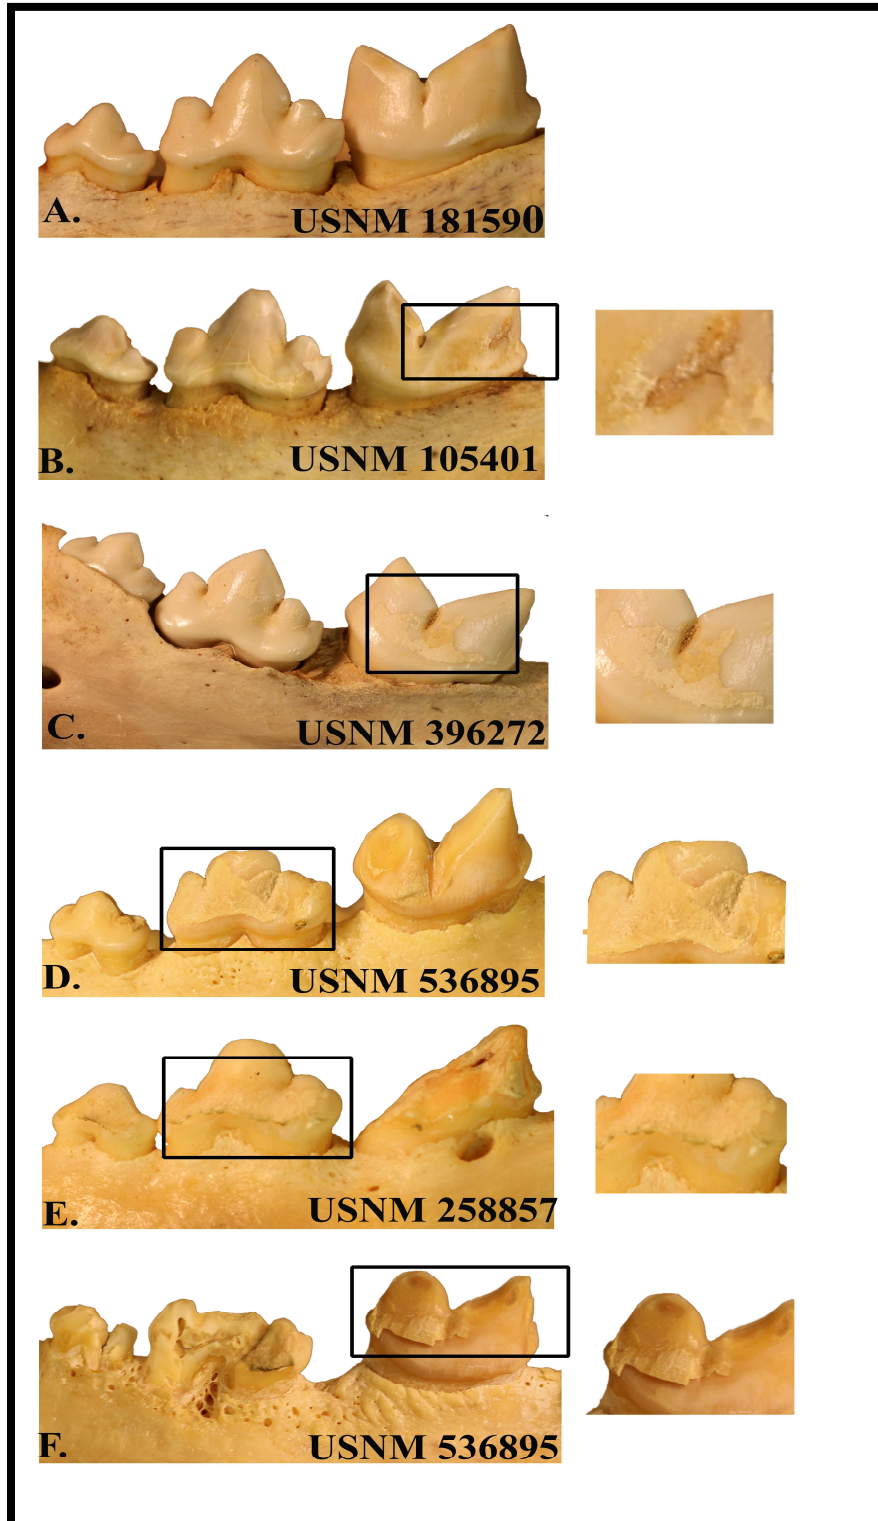 A. USNM 181590
B. USNM 105401
C. USNM 396272
D. USNM 536895
E. USNM 258857
F. USNM 536895